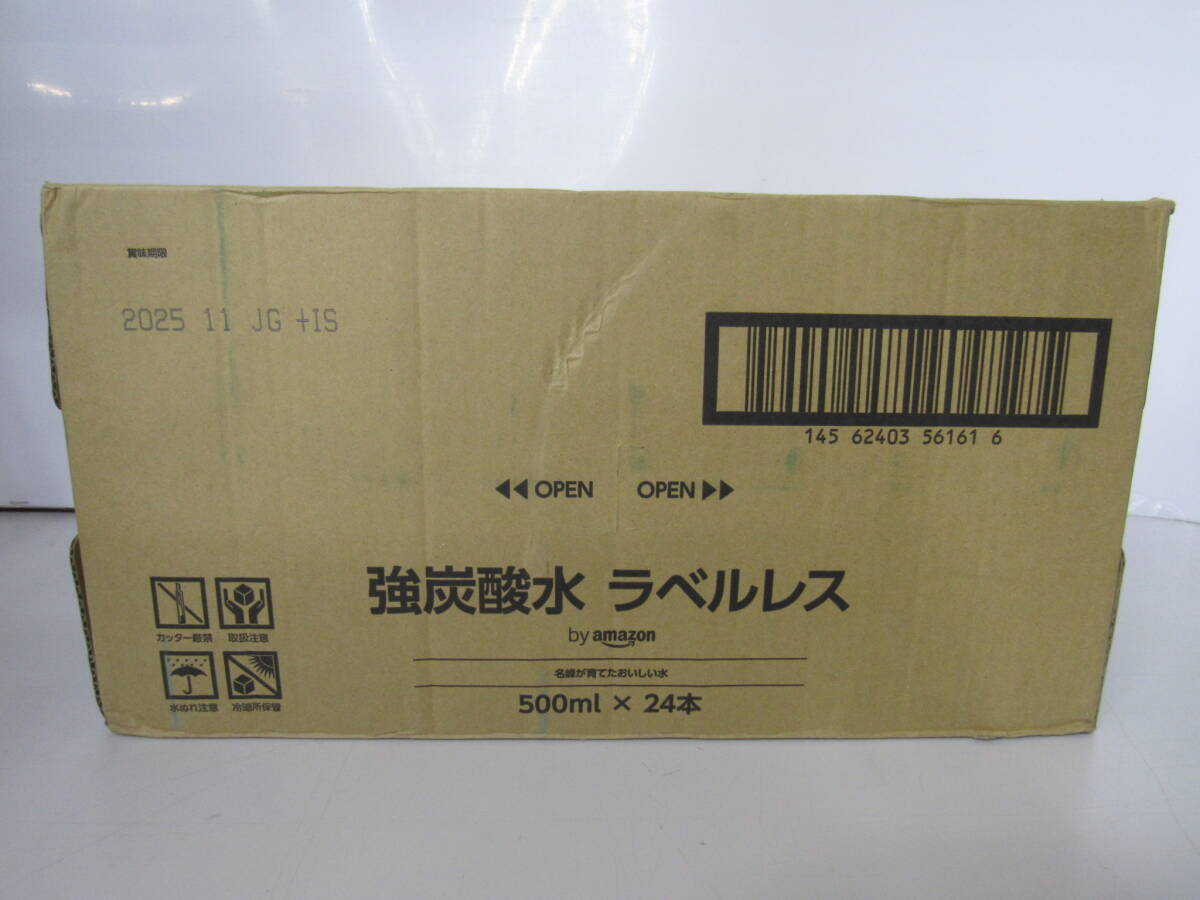 賞味期限
2025 11 JG +IS
145 62403 56161 6
OPEN OPEN
強炭酸水 ラベルレス
by amazon
名峰が育てたおいしい水
500ml × 24本
カッター厳禁 取扱注意
水ぬれ注意 冷暗所保管